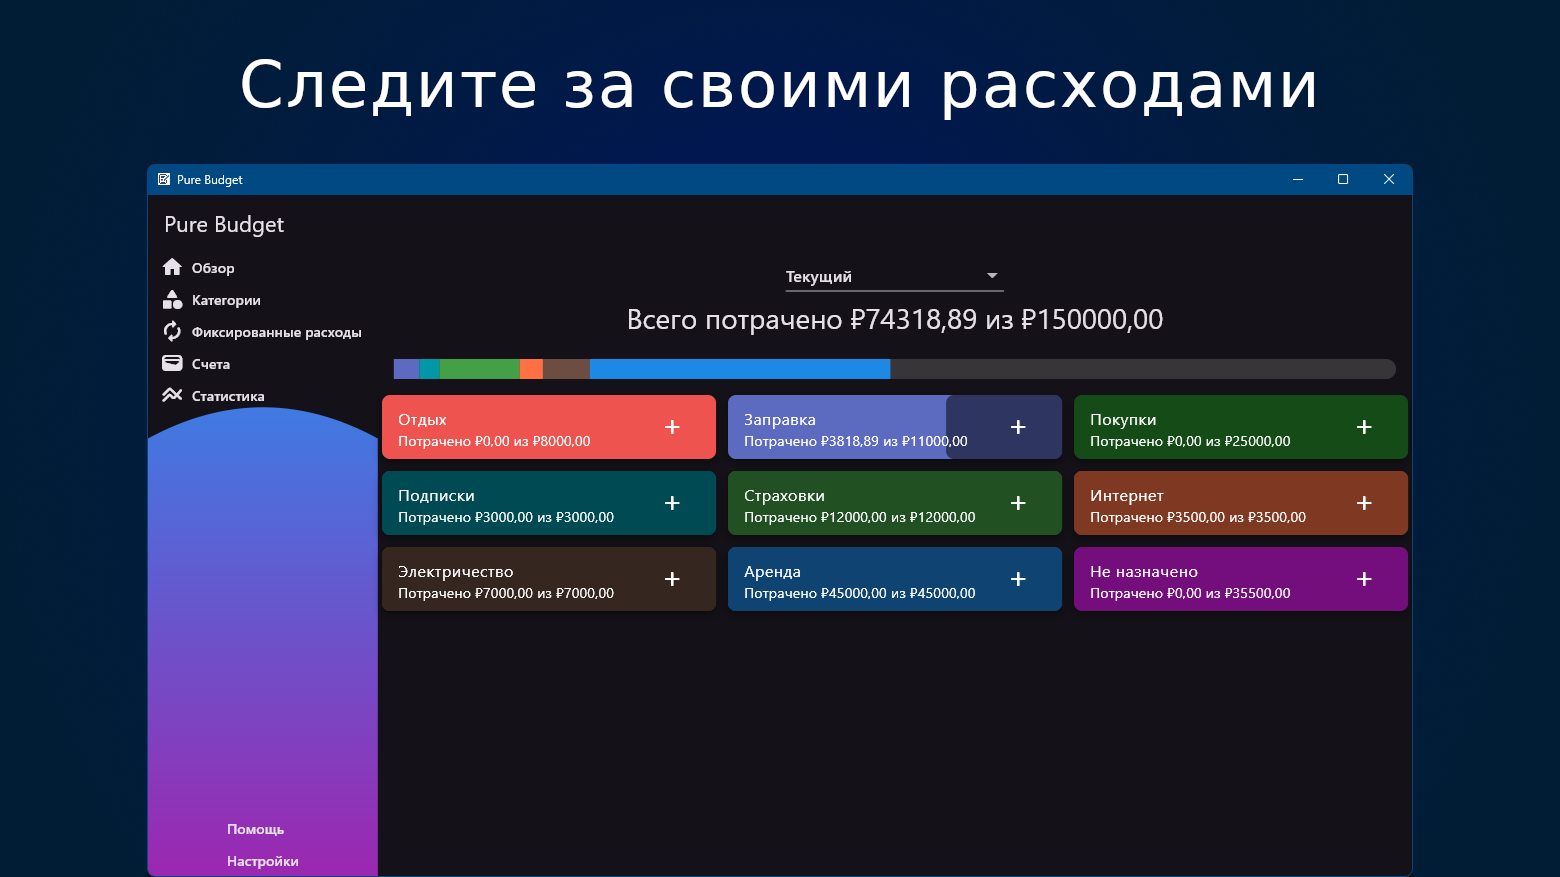 Следите за своими расходами
Pure Budget
Pure Budget
Обзор
Категории
Фиксированные расходы
Счета
Статистика
Помощь
Настройки
Текущий
Всего потрачено ₽74318,89 из ₽150000,00
Отдых
Потрачено ₽0,00 из ₽8000,00
Заправка
Потрачено ₽3818,89 из ₽11000,00
Покупки
Потрачено ₽0,00 из ₽25000,00
Подписки
Потрачено ₽3000,00 из ₽3000,00
Страховки
Потрачено ₽12000,00 из ₽12000,00
Интернет
Потрачено ₽3500,00 из ₽3500,00
Электричество
Потрачено ₽7000,00 из ₽7000,00
Аренда
Потрачено ₽45000,00 из ₽45000,00
Не назначено
Потрачено ₽0,00 из ₽35500,00